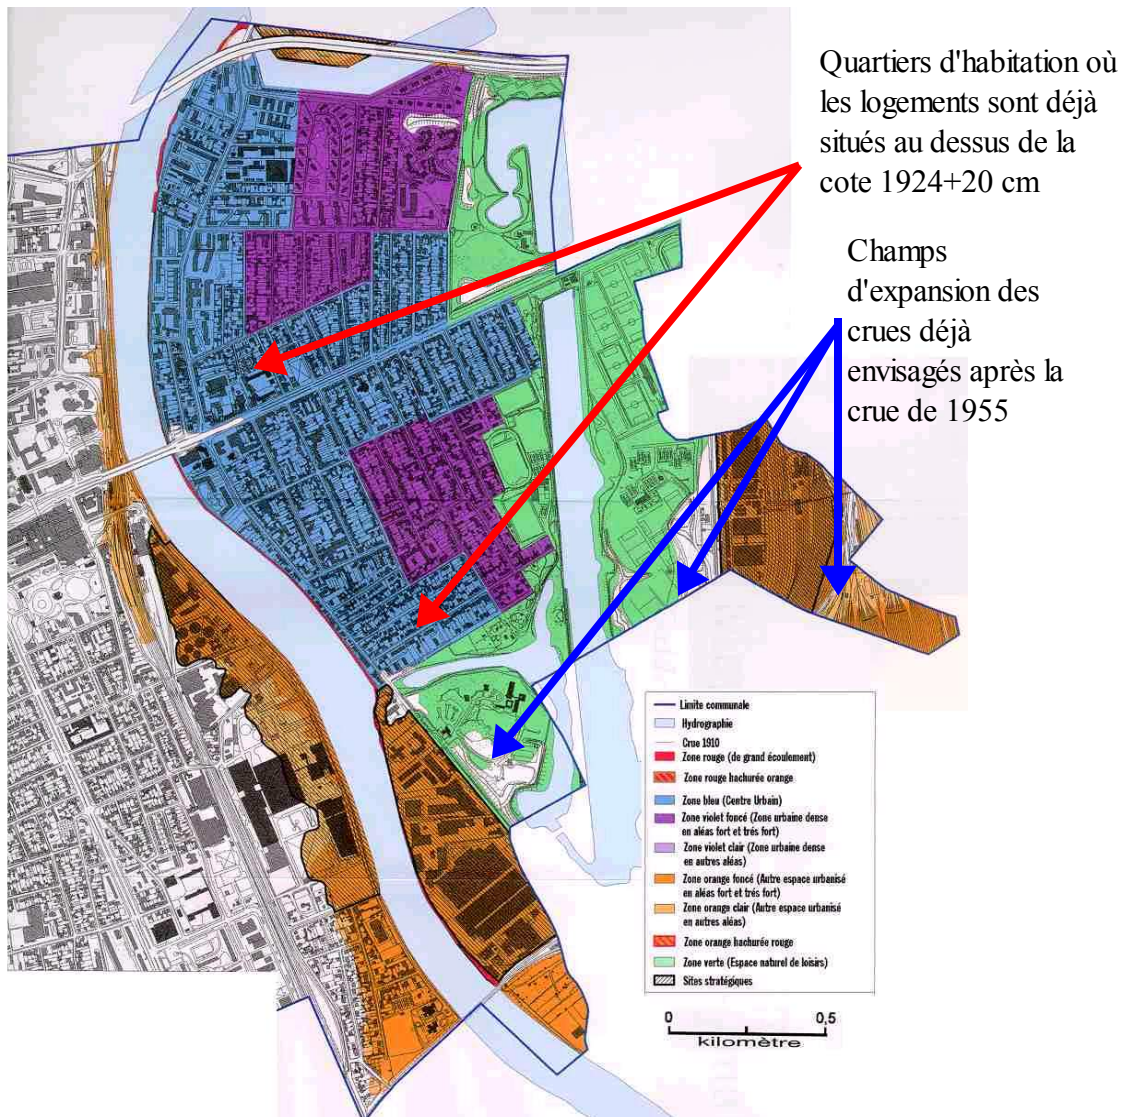 Quartiers d'habitation où
les logements sont déjà
situés au dessus de la
cote 1924+20 cm
Champs
d'expansion des
crues déjà
envisagés après la
crue de 1955
Limite communale
Hydrographie
Crue 1910
Zone rouge (de grand écoulement)
Zone rouge hachurée orange
Zone bleu (Centre Urbain)
Zone violet foncé (Zone urbaine dense
en aléas fort et trés fort)
Zone violet clair (Zone urbaine dense
en autres aléas)
Zone orange foncé (Autre espace urbanisé
en aléas fort et trés fort)
Zone orange clair (Autre espace urbanisé
en autres aléas)
Zone orange hachurée rouge
Zone verte (Espace naturel de loisirs)
Sites stratégiques
0 0,5
kilomètre